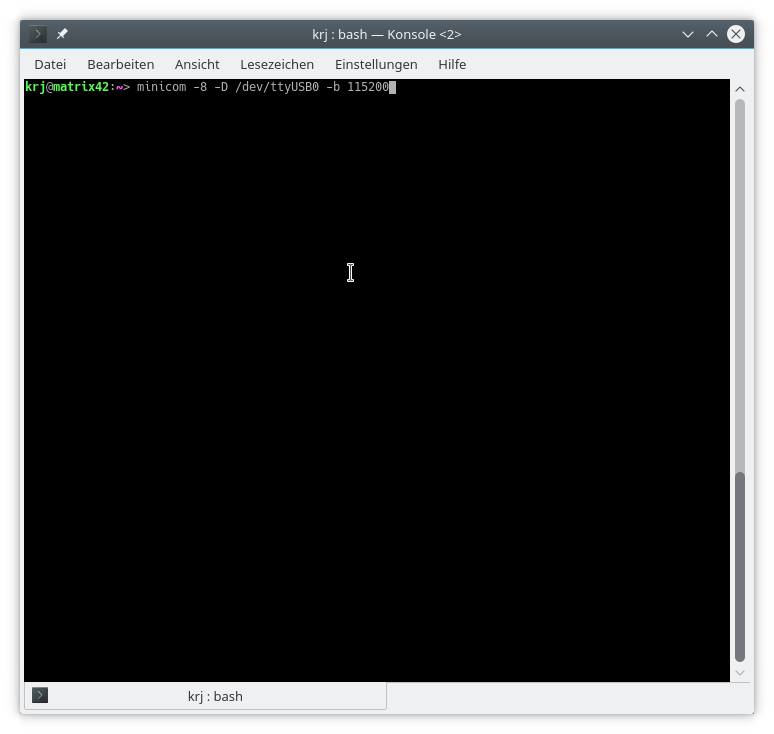 krj : bash — Konsole <2>
Datei Bearbeiten Ansicht Lesezeichen Einstellungen Hilfe
krj@matrix42:~> minicom -8 -D /dev/ttyUSB0 -b 115200
krj : bash